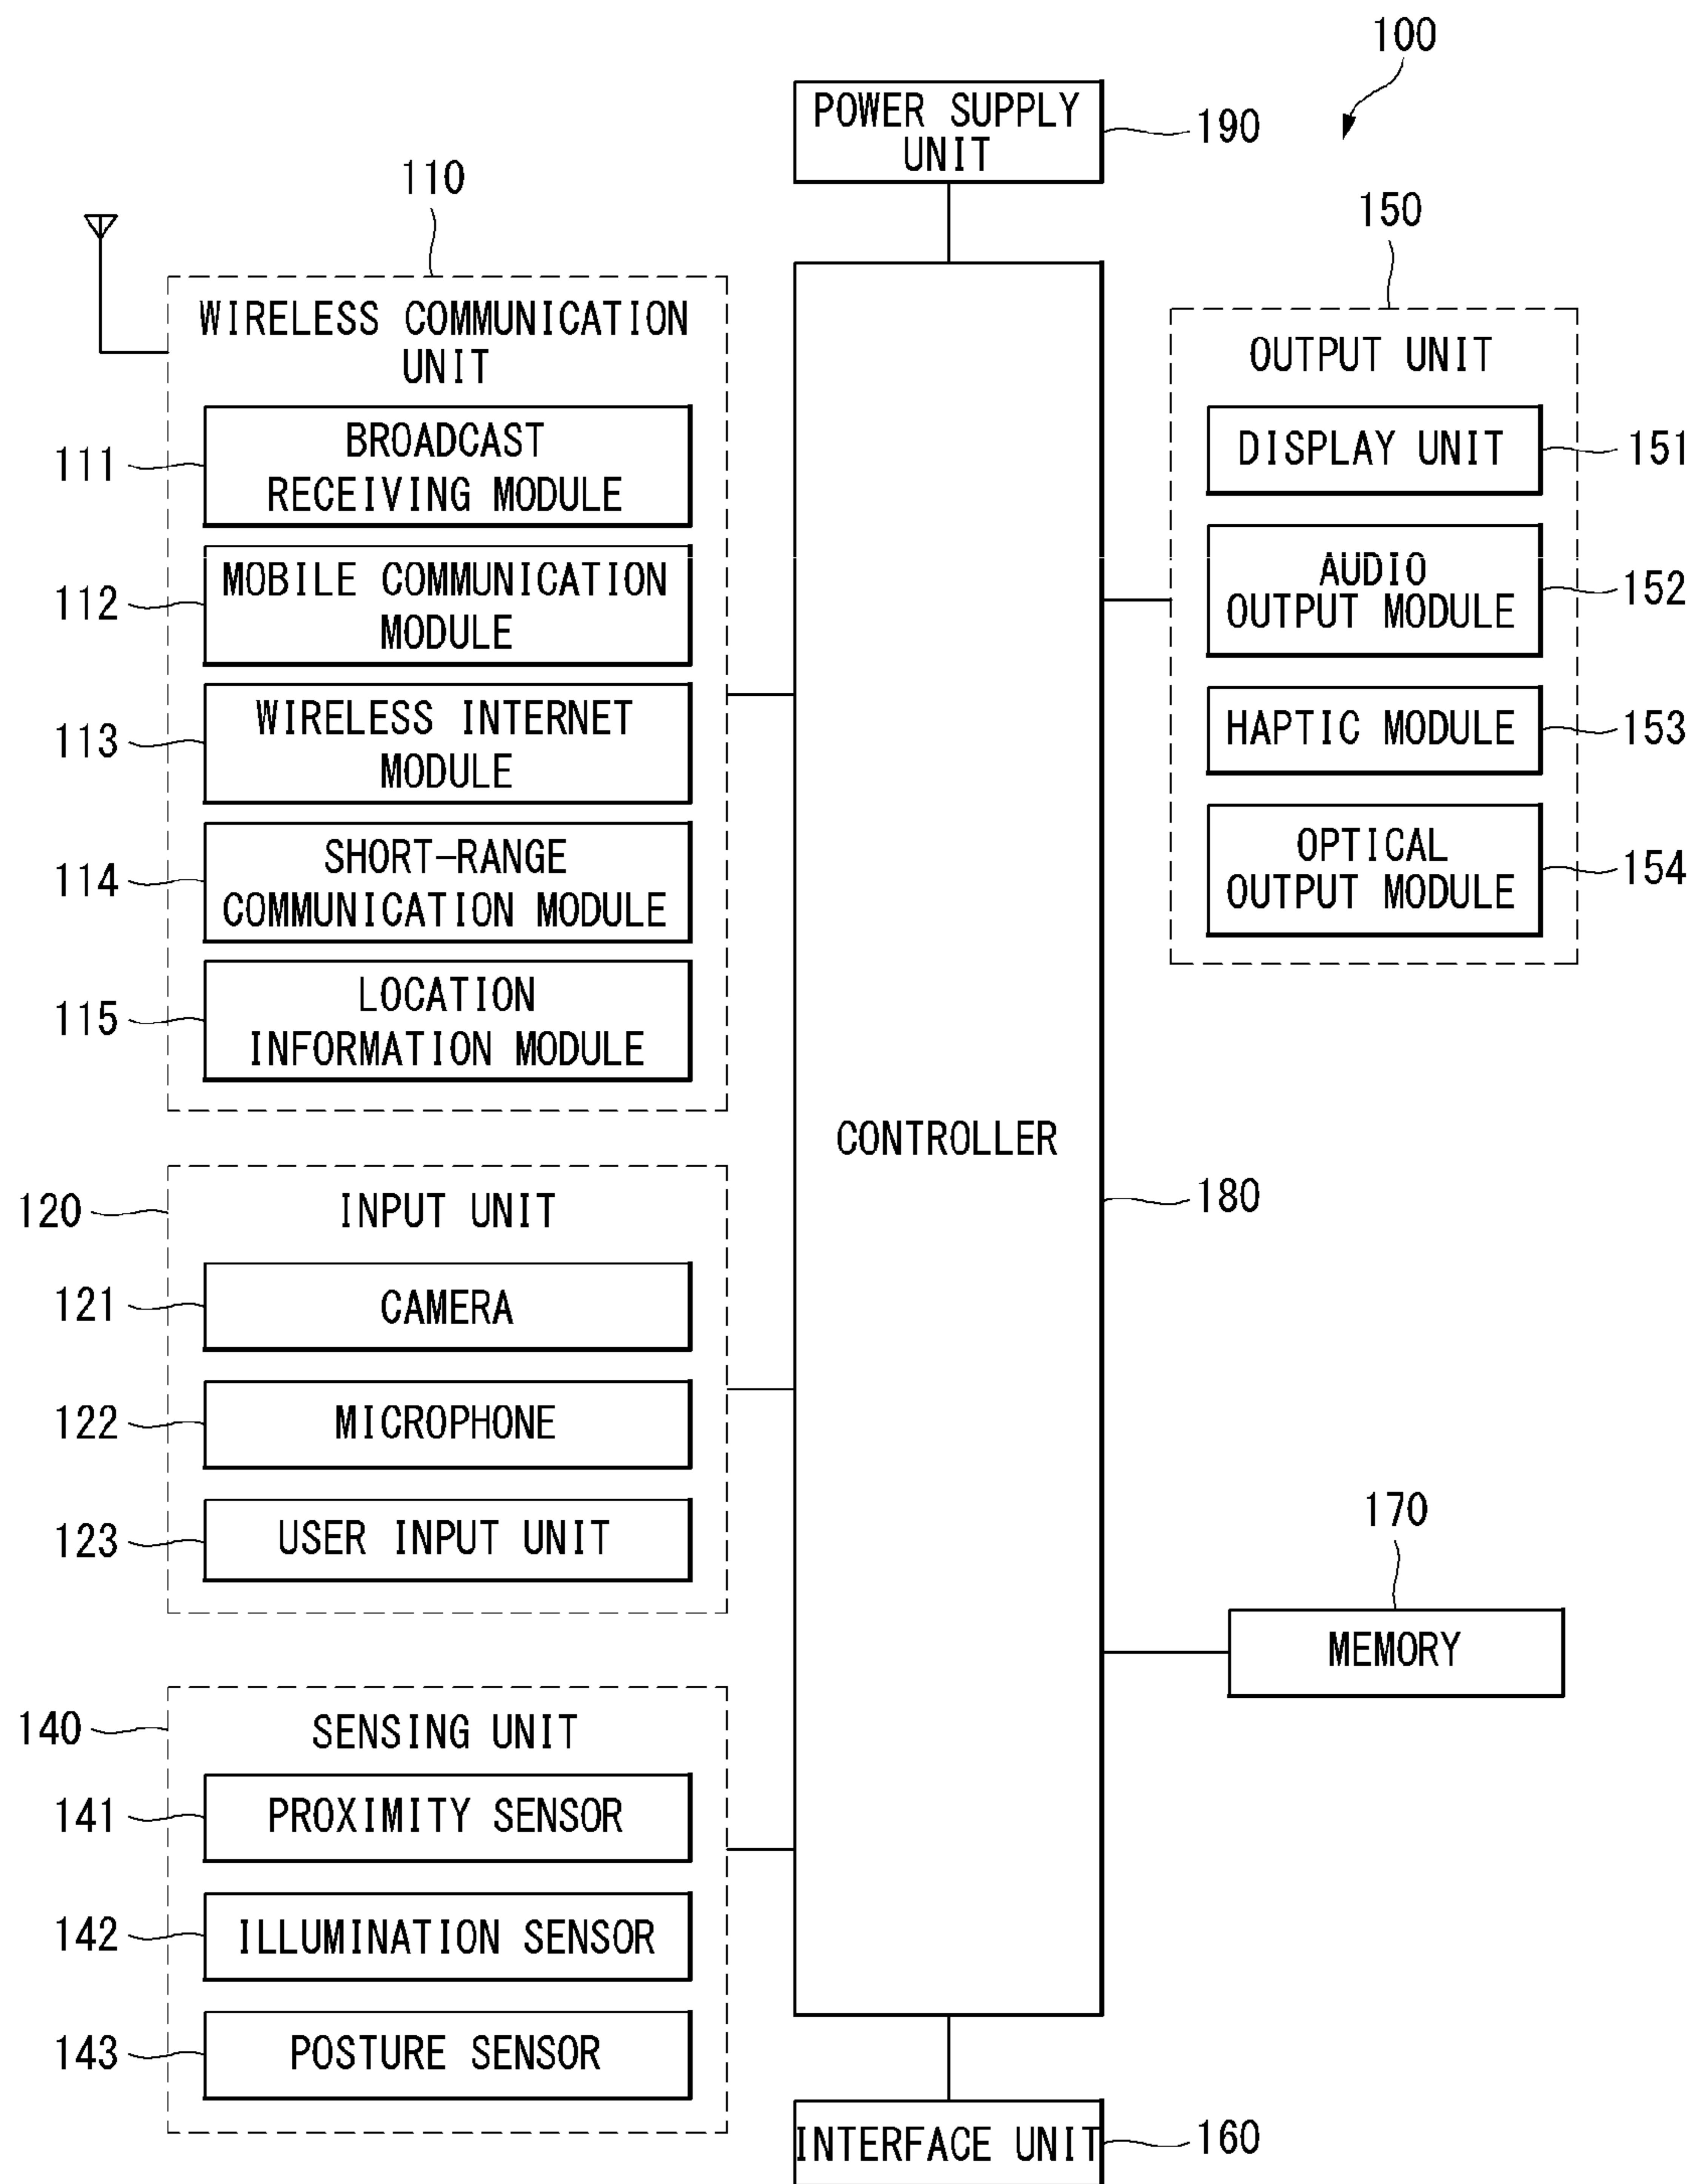 100
POWER SUPPLY
UNIT
190
110
WIRELESS COMMUNICATION
UNIT
111
BROADCAST
RECEIVING MODULE
112
MOBILE COMMUNICATION
MODULE
113
WIRELESS INTERNET
MODULE
114
SHORT-RANGE
COMMUNICATION MODULE
115
LOCATION
INFORMATION MODULE
120
INPUT UNIT
121
CAMERA
122
MICROPHONE
123
USER INPUT UNIT
140
SENSING UNIT
141
PROXIMITY SENSOR
142
ILLUMINATION SENSOR
143
POSTURE SENSOR
CONTROLLER
180
150
OUTPUT UNIT
DISPLAY UNIT
151
AUDIO
OUTPUT MODULE
152
HAPTIC MODULE
153
OPTICAL
OUTPUT MODULE
154
170
MEMORY
INTERFACE UNIT
160